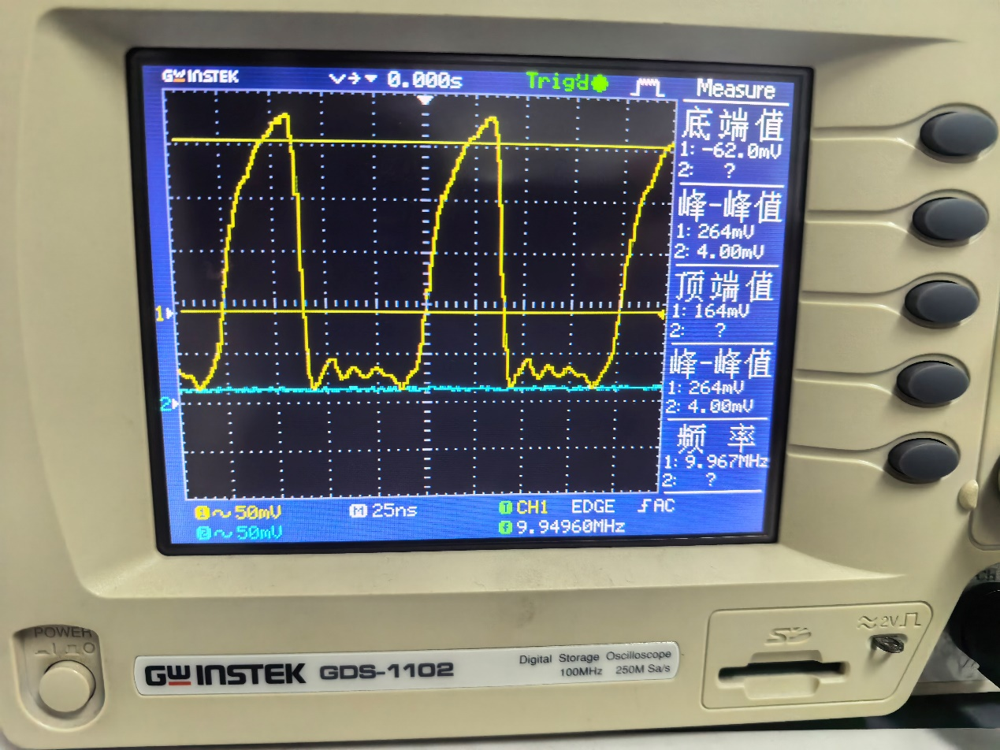 GW INSTEK
0.000s
Trig'd
Measure
底端值
1: -62.0mV
2: ?
峰-峰值
1: 264mV
2: 4.00mV
顶端值
1: 164mV
2: ?
峰-峰值
1: 264mV
2: 4.00mV
频率
1: 9.967MHz
2: ?
1
2
1 ~ 50mV
M 25ns
T CH1 EDGE AC
2 ~ 50mV
f 9.94960MHz
POWER
GW INSTEK GDS-1102
Digital Storage Oscilloscope
100MHz 250M Sa/s
SD
≈2V
CH